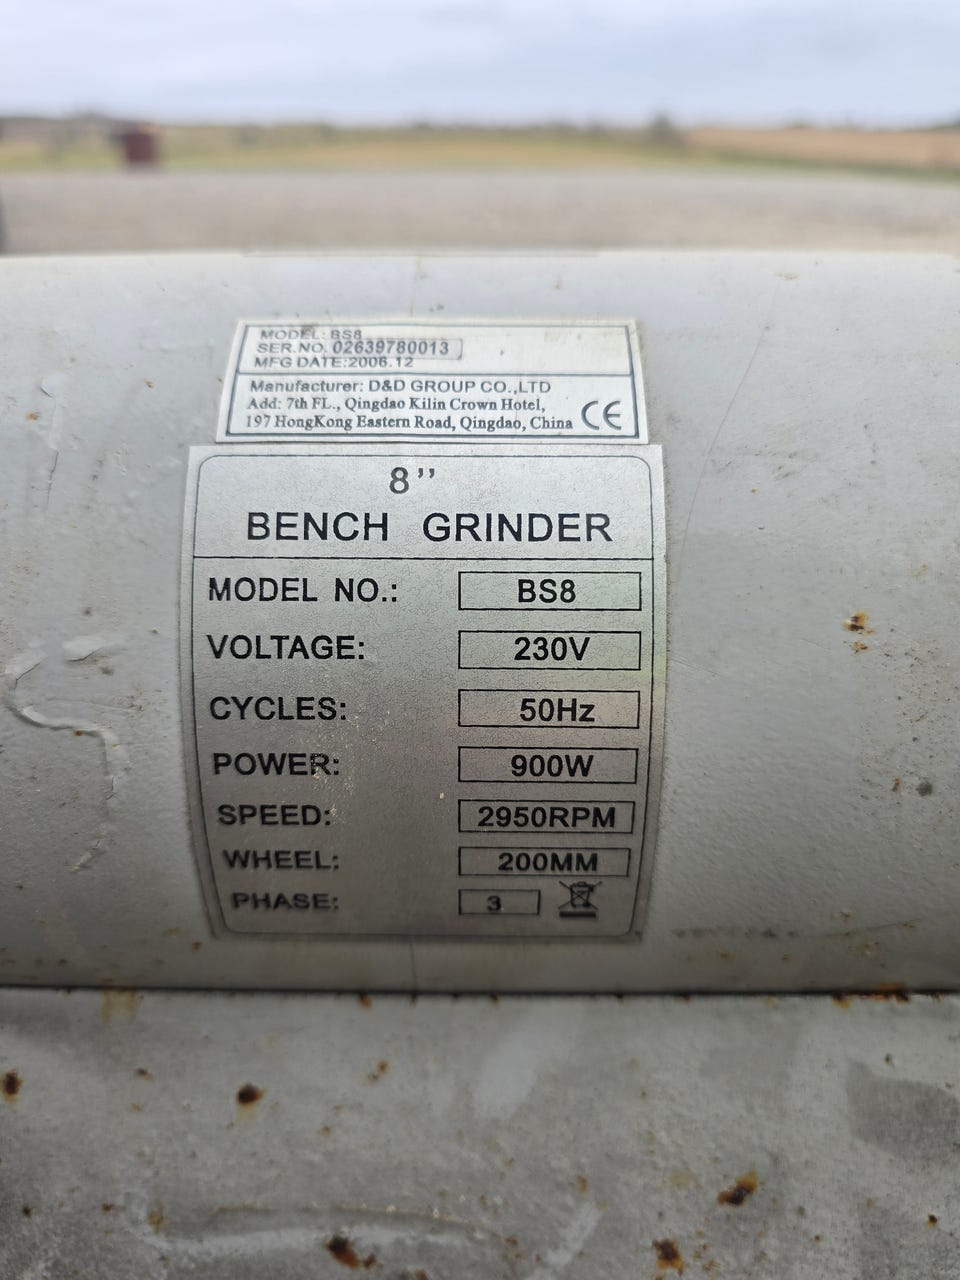 MODEL: BS8
SER.NO. 02639780013
MFG DATE:2006.12
Manufacturer: D&D GROUP CO.,LTD
Add: 7th FL., Qingdao Kilin Crown Hotel,
197 HongKong Eastern Road, Qingdao, China CE
8’’
BENCH GRINDER
MODEL NO.: BS8
VOLTAGE: 230V
CYCLES: 50Hz
POWER: 900W
SPEED: 2950RPM
WHEEL: 200MM
PHASE: 3